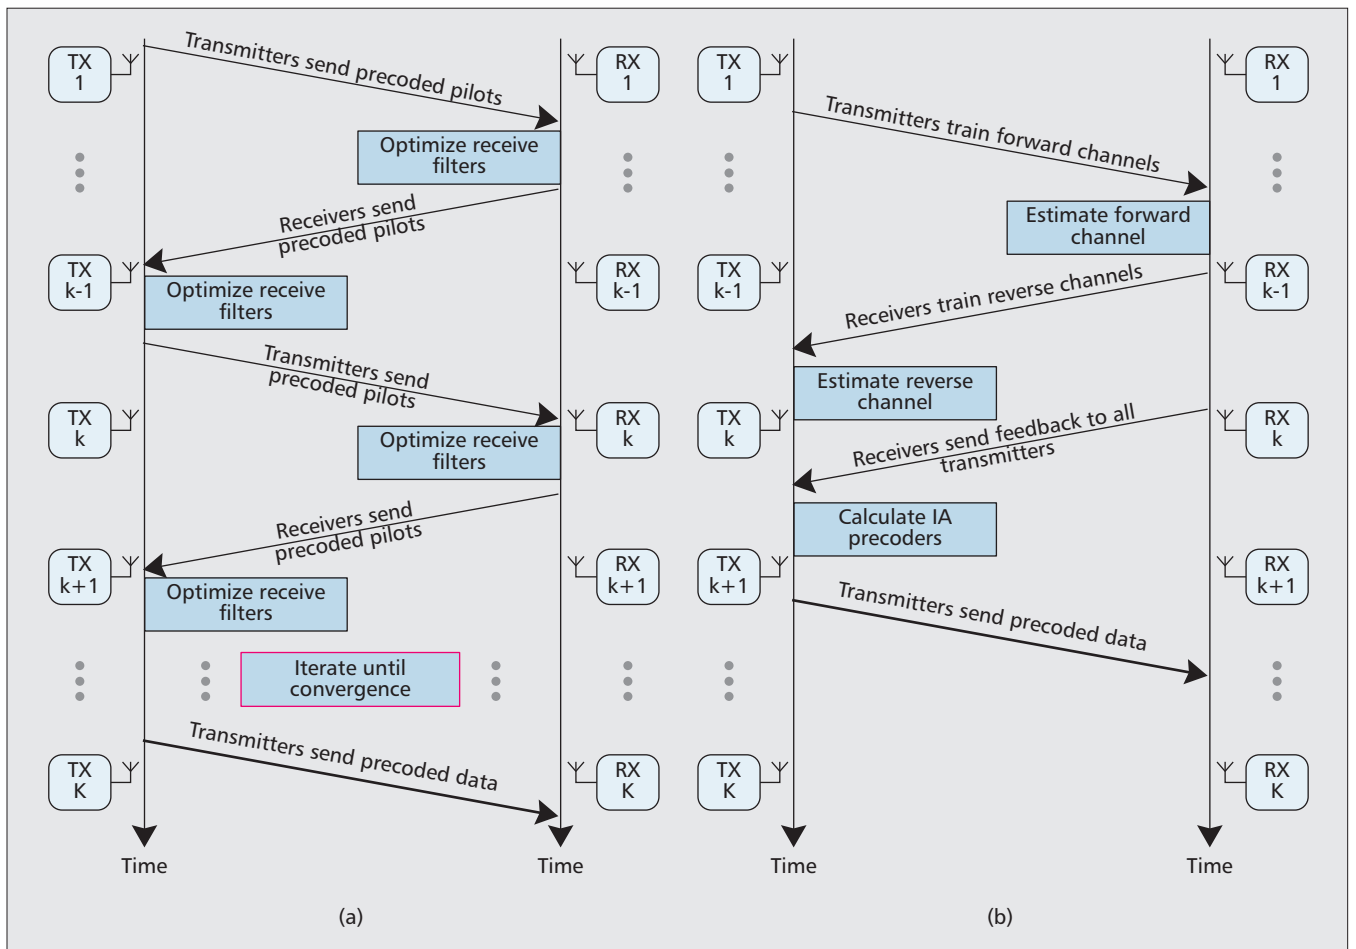 TX
1
Transmitters send precoded pilots
RX
1
Optimize receive
filters
Receivers send
precoded pilots
TX
k-1
RX
k-1
Optimize receive
filters
Transmitters send
precoded pilots
TX
k
RX
k
Optimize receive
filters
Receivers send
precoded pilots
TX
k+1
RX
k+1
Optimize receive
filters
Iterate until
convergence
Transmitters send precoded data
TX
K
RX
K
Time
Time
(a)
TX
1
RX
1
Transmitters train forward channels
Estimate forward
channel
TX
k-1
RX
k-1
Receivers train reverse channels
Estimate reverse
channel
TX
k
RX
k
Receivers send feedback to all
transmitters
Calculate IA
precoders
TX
k+1
RX
k+1
Transmitters send precoded data
TX
K
RX
K
Time
Time
(b)